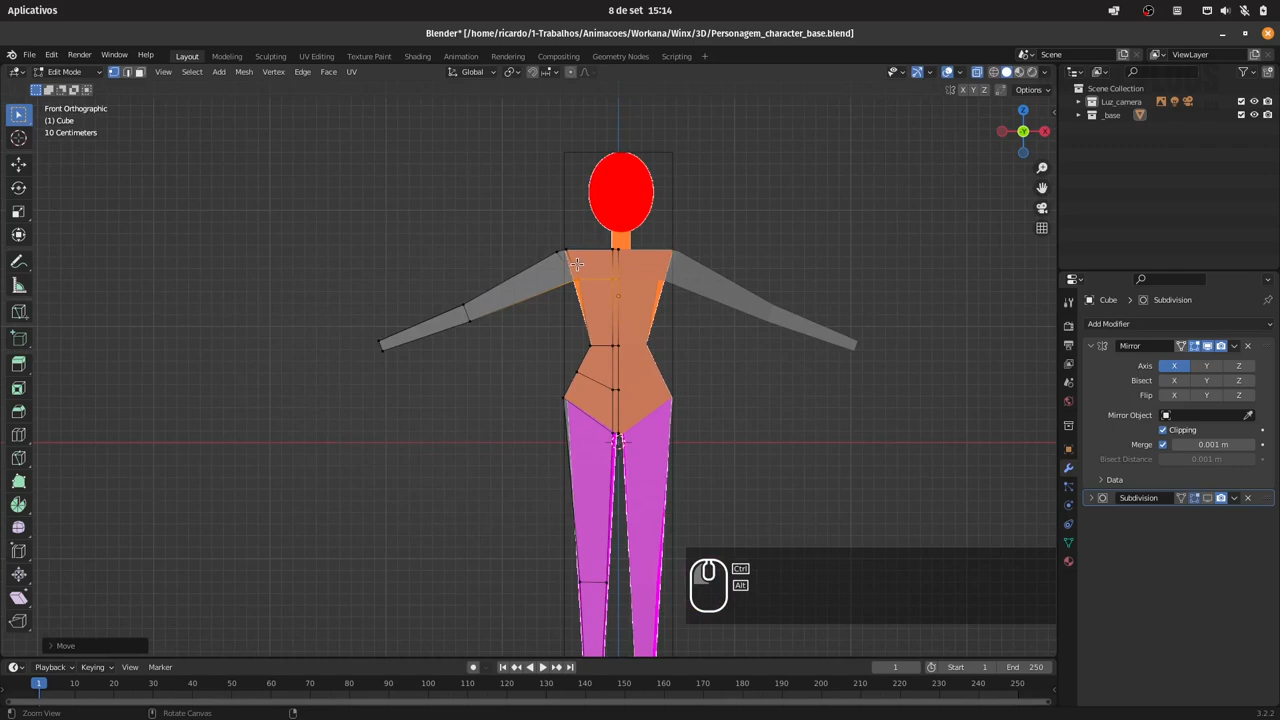 Aplicativos
8 de set 15:14
Blender* [/home/ricardo/1-Trabalhos/Animacoes/Workana/Winx/3D/Personagem_character_base.blend]
File Edit Render Window Help
Layout Modeling Sculpting UV Editing Texture Paint Shading Animation Rendering Compositing Geometry Nodes Scripting +
Scene
ViewLayer
Edit Mode
View Select Add Mesh Vertex Edge Face UV
Global
X Y Z
Options
Front Orthographic
(1) Cube
10 Centimeters
Z
Y
X
Scene Collection
Luz_camera
_base
Cube > Subdivision
Add Modifier
Mirror
Axis X Y Z
Bisect X Y Z
Flip X Y Z
Mirror Object
Clipping
Merge 0.001 m
Bisect Distance 0.001 m
Data
Subdivision
Ctrl
Alt
Move
Playback Keying View Marker
1
Start 1
End 250
1 10 20 30 40 50 60 70 80 90 100 110 120 130 140 150 160 170 180 190 200 210 220 230 240 250
Zoom View
Rotate Canvas
3.2.2